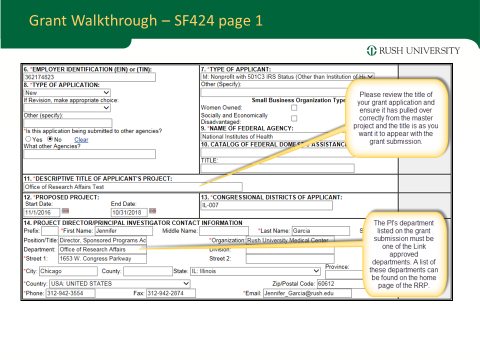 Grant Walkthrough – SF424 page 1
RUSH UNIVERSITY
6. *EMPLOYER IDENTIFICATION (EIN) or (TIN):
362174823
7. *TYPE OF APPLICANT:
M: Nonprofit with 501C3 IRS Status (Other than Institution of Hi
8. *TYPE OF APPLICATION:
New
Other (Specify):
If Revision, make appropriate choice:
Small Business Organization Type
Women Owned:
Socially and Economically
Disadvantaged:
Other (specify):
9. *NAME OF FEDERAL AGENCY:
National Institutes of Health
*Is this application being submitted to other agencies?
Yes No Clear
What other Agencies?
10. CATALOG OF FEDERAL DOMESTIC ASSISTANC
TITLE:
Please review the title of
your grant application and
ensure it has pulled over
correctly from the master
project and the title is as you
want it to appear with the
grant submission.
11. *DESCRIPTIVE TITLE OF APPLICANT'S PROJECT:
Office of Research Affairs Test
12. *PROPOSED PROJECT:
Start Date: End Date:
11/1/2016 10/31/2018
13. *CONGRESSIONAL DISTRICTS OF APPLICANT:
IL-007
14. PROJECT DIRECTOR/PRINCIPAL INVESTIGATOR CONTACT INFORMATION
Prefix: *First Name: Jennifer Middle Name: *Last Name: Garcia S
Position/Title: Director, Sponsored Programs Ac *Organization: Rush University Medical Center
Department: Office of Research Affairs Division:
*Street 1: 1653 W. Congress Parkway Street 2:
*City: Chicago County: State: IL: Illinois Province:
*Country: USA: UNITED STATES Zip/Postal Code: 60612
*Phone: 312-942-3554 Fax: 312-942-2874 *Email: Jennifer_Garcia@rush.edu
The PI's department
listed on the grant
submission must be
one of the Link
approved
departments. A list of
these departments can
be found on the home
page of the RRP.